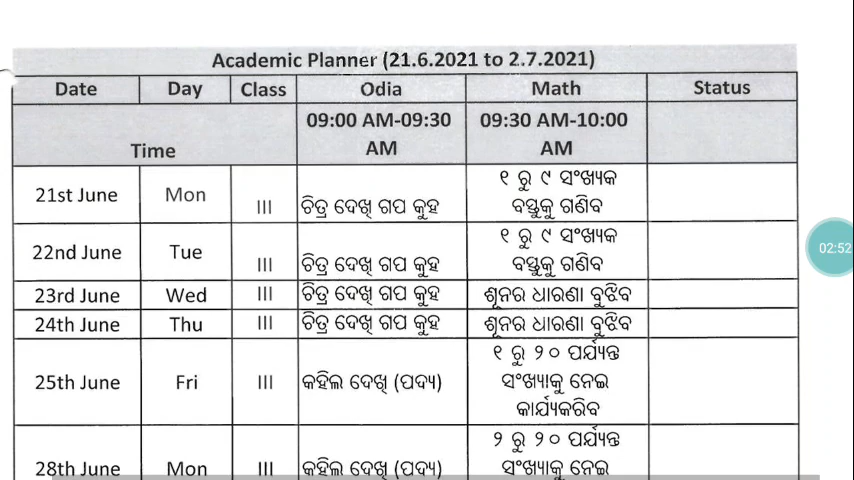 Academic Planner (21.6.2021 to 2.7.2021)
Date Day Class Odia Math Status
Time 09:00 AM-09:30 AM 09:30 AM-10:00 AM
21st June Mon III ଚିତ୍ର ଦେଖି ଗପ କୁହ ୧ ରୁ ୯ ସଂଖ୍ୟକ ବସ୍ତୁକୁ ଗଣିବ
22nd June Tue III ଚିତ୍ର ଦେଖି ଗପ କୁହ ୧ ରୁ ୯ ସଂଖ୍ୟକ ବସ୍ତୁକୁ ଗଣିବ
23rd June Wed III ଚିତ୍ର ଦେଖି ଗପ କୁହ ଶୂନର ଧାରଣା ବୁଝିବ
24th June Thu III ଚିତ୍ର ଦେଖି ଗପ କୁହ ଶୂନର ଧାରଣା ବୁଝିବ
25th June Fri III କହିଲ ଦେଖି (ପଦ୍ୟ) ୧ ରୁ ୨୦ ପର୍ଯ୍ୟନ୍ତ ସଂଖ୍ୟାକୁ ନେଇ କାର୍ଯ୍ୟକରିବ
28th June Mon III କହିଲ ଦେଖି (ପଦ୍ୟ) ୨ ରୁ ୨୦ ପର୍ଯ୍ୟନ୍ତ ସଂଖ୍ୟାକୁ ନେଇ
02:52